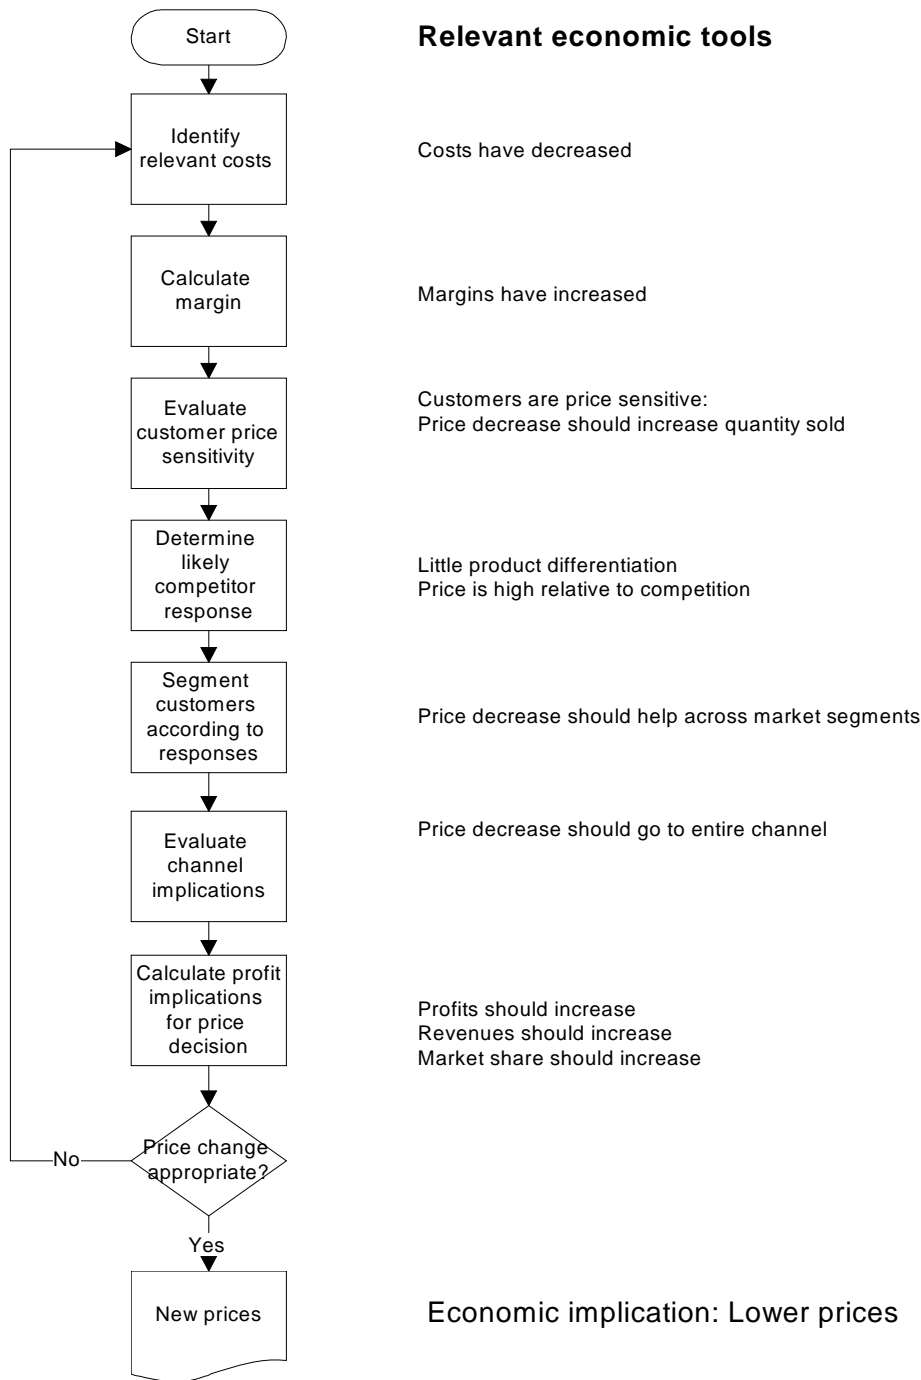 Start
Relevant economic tools
Identify
relevant costs
Costs have decreased
Calculate
margin
Margins have increased
Evaluate
customer price
sensitivity
Customers are price sensitive:
Price decrease should increase quantity sold
Determine
likely
competitor
response
Little product differentiation
Price is high relative to competition
Segment
customers
according to
responses
Price decrease should help across market segments
Evaluate
channel
implications
Price decrease should go to entire channel
Calculate profit
implications
for price
decision
Profits should increase
Revenues should increase
Market share should increase
Price change
appropriate?
No
Yes
New prices
Economic implication: Lower prices